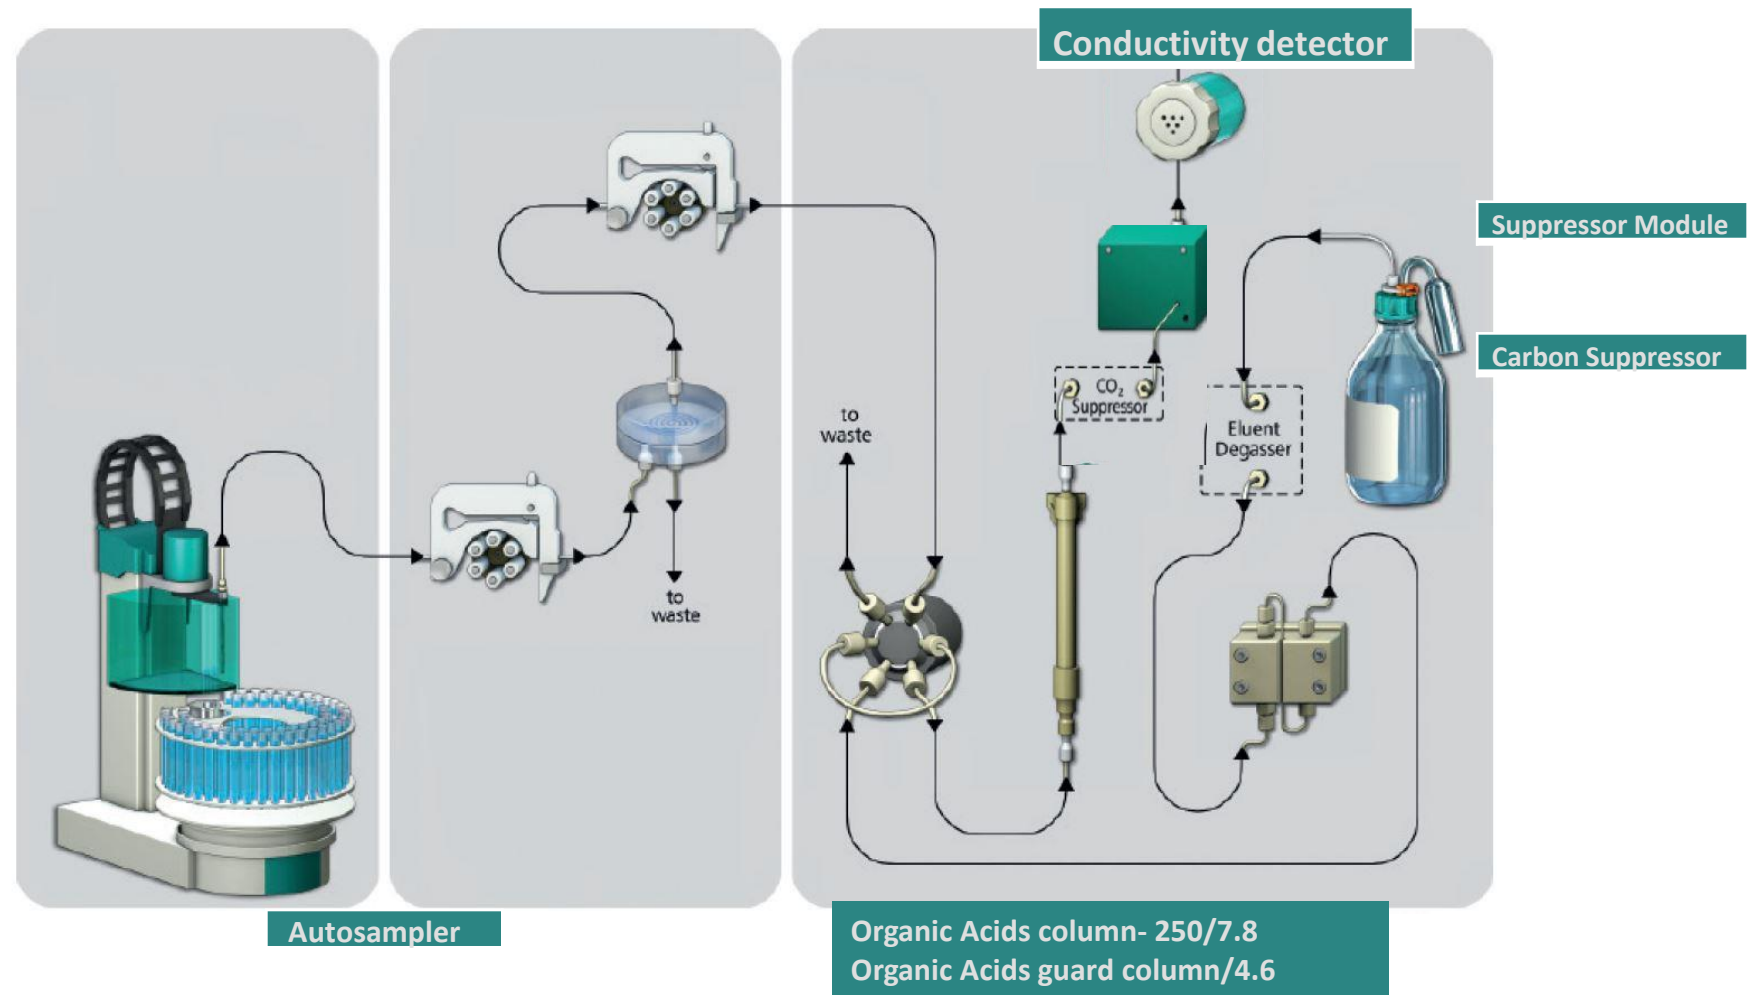 Conductivity detector
Suppressor Module
Carbon Suppressor
CO₂
Suppressor
to
waste
Eluent
Degasser
to
waste
Autosampler
Organic Acids column- 250/7.8
Organic Acids guard column/4.6